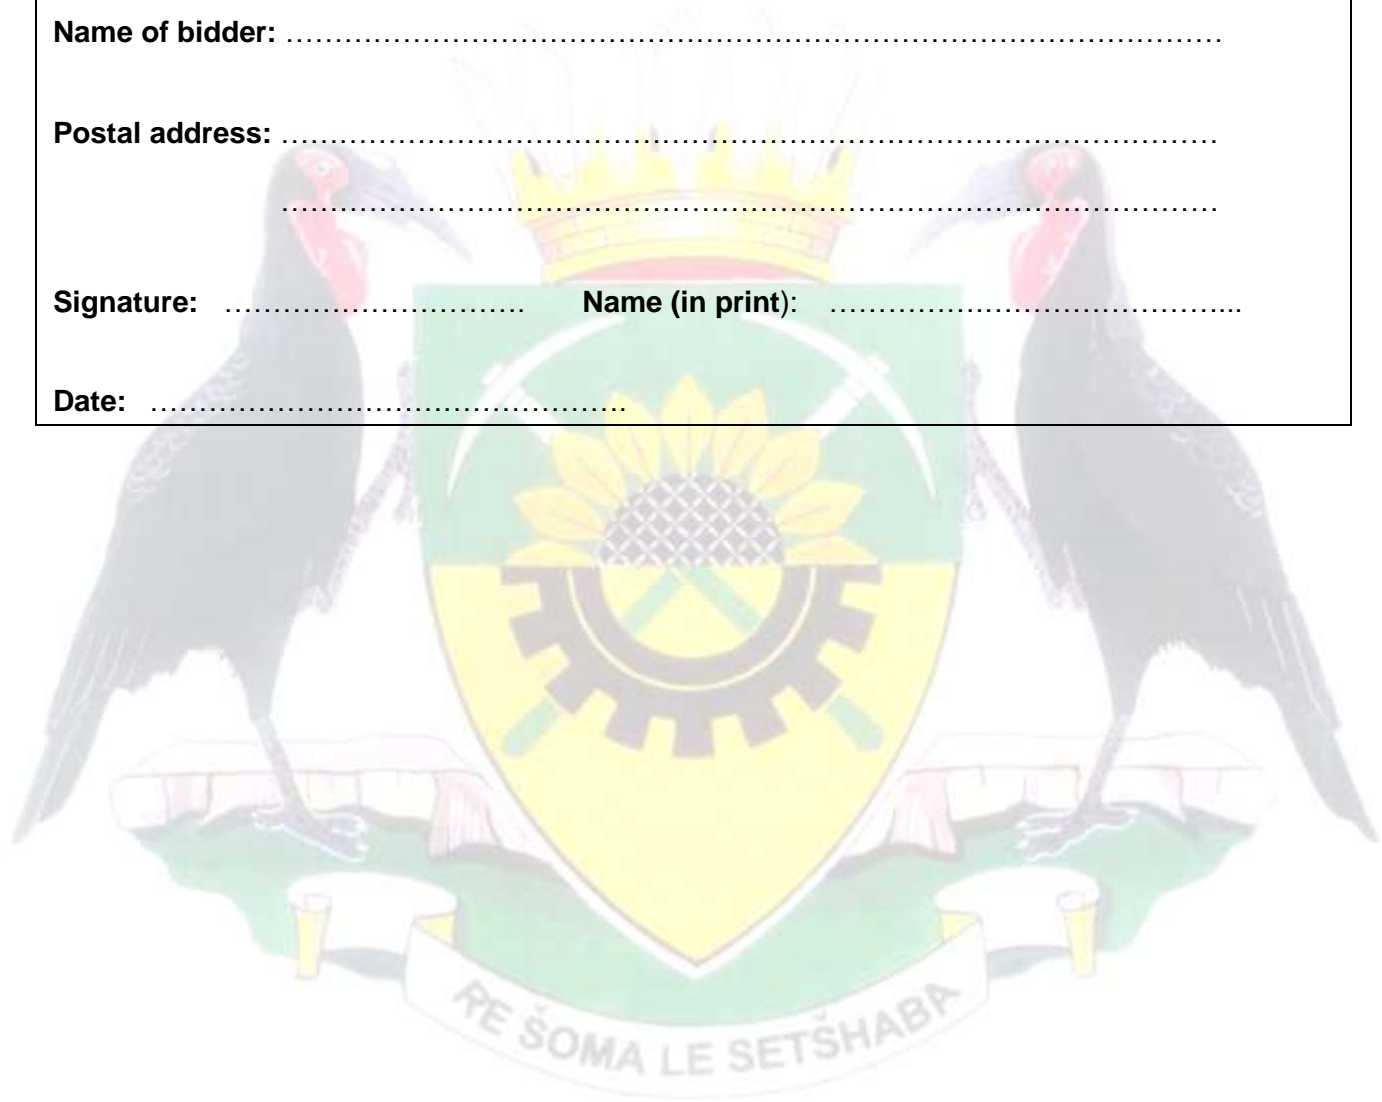 Name of bidder: ………………………………………………………………………………………
Postal address: ………………………………………………………………………………………
………………………………………………………………………………………
Signature: …………………………. Name (in print): …………………………………...
Date: ………………………………………….
RE ŠOMA LE SETŠHABA